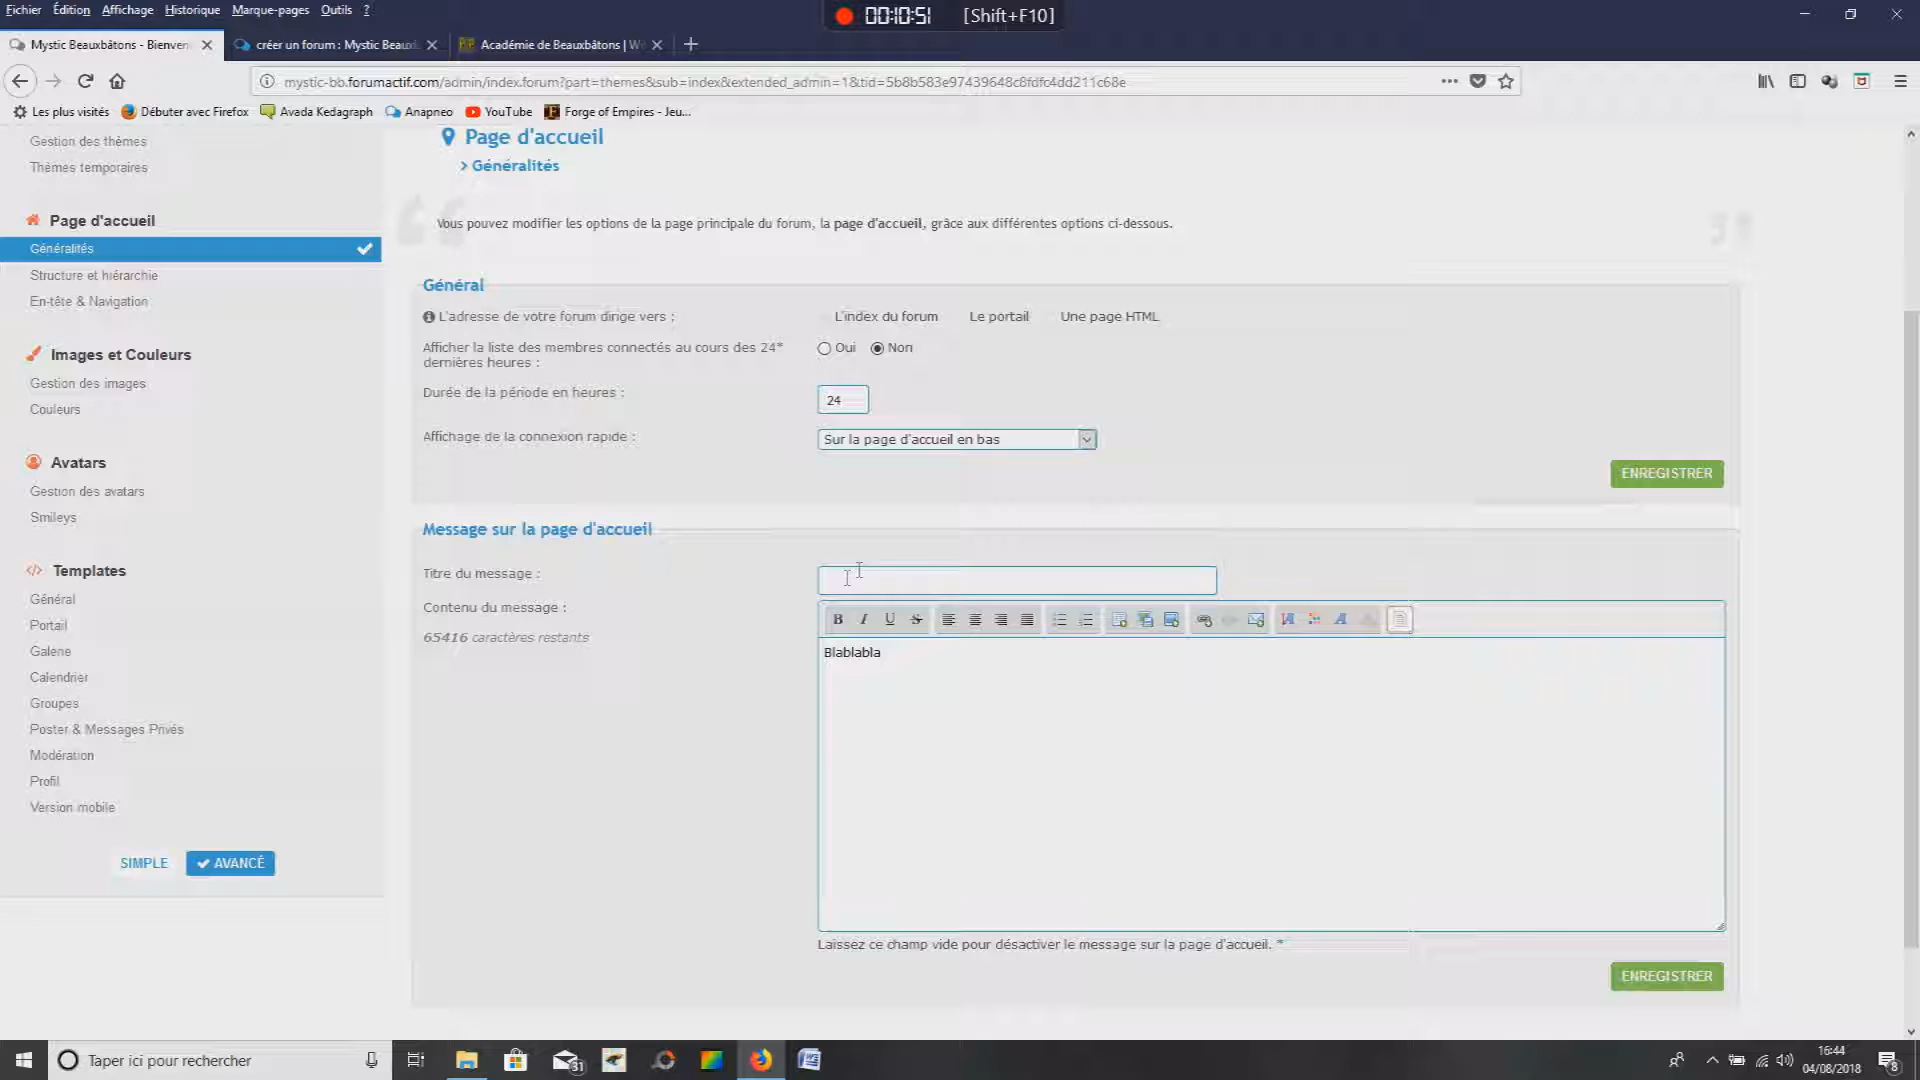 Fichier Édition Affichage Historique Marque-pages Outils ?
00:10:51 [Shift+F10]
Mystic Beauxbâtons - Bienven
créer un forum : Mystic Beauxb
Académie de Beauxbâtons | W
mystic-bb.forumactif.com/admin/index.forum?part=themes&sub=index&extended_admin=1&tid=5b8b583e97439648c8fdfc4dd211c68e
Les plus visités Débuter avec Firefox Avada Kedagraph Anapneo YouTube Forge of Empires - Jeu...
Gestion des thèmes
Thèmes temporaires
Page d'accueil
Généralités
Structure et hiérarchie
En-tête & Navigation
Images et Couleurs
Gestion des images
Couleurs
Avatars
Gestion des avatars
Smileys
Templates
Général
Portail
Galerie
Calendrier
Groupes
Poster & Messages Privés
Modération
Profil
Version mobile
SIMPLE AVANCÉ
Page d'accueil
> Généralités
Vous pouvez modifier les options de la page principale du forum, la page d'accueil, grâce aux différentes options ci-dessous.
Général
L'adresse de votre forum dirige vers : L'index du forum Le portail Une page HTML
Afficher la liste des membres connectés au cours des 24*
dernières heures : Oui Non
Durée de la période en heures : 24
Affichage de la connexion rapide : Sur la page d'accueil en bas
ENREGISTRER
Message sur la page d'accueil
Titre du message :
Contenu du message :
65416 caractères restants
B I U S
Blablabla
Laissez ce champ vide pour désactiver le message sur la page d'accueil. *
ENREGISTRER
Taper ici pour rechercher
31
16:44
04/08/2018
8